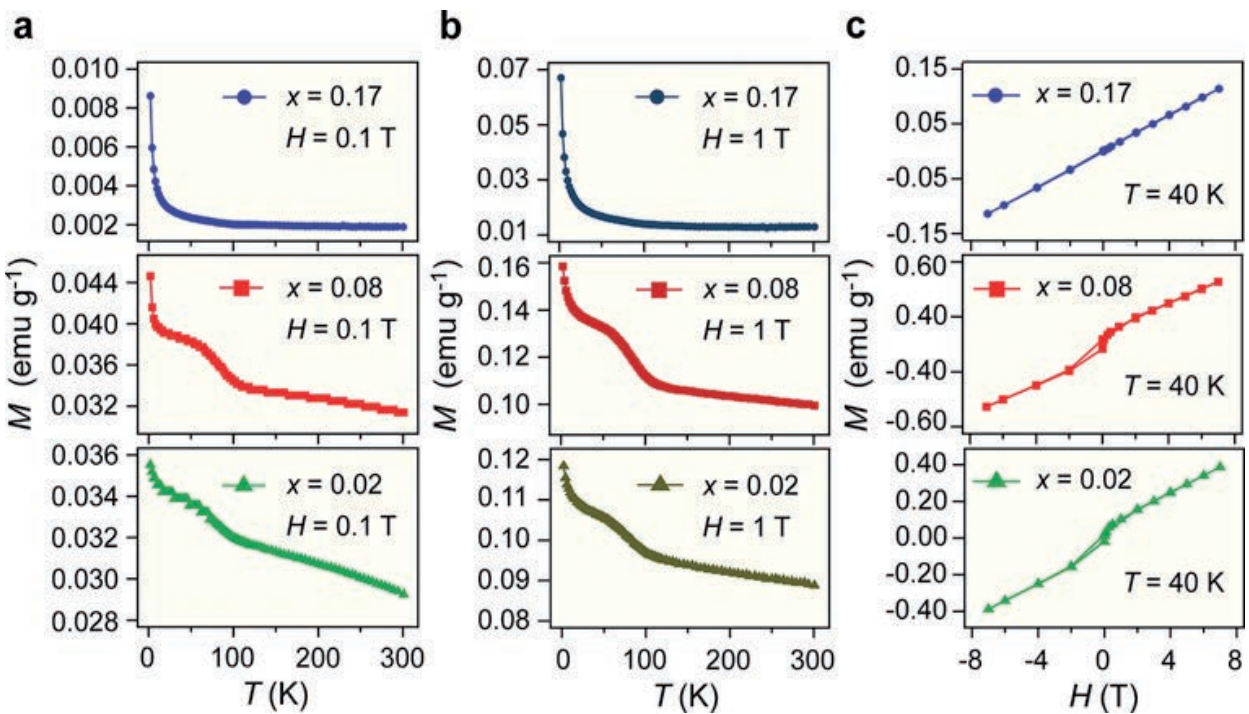 a
b
c
M (emu g⁻¹)
0.010
0.008
0.006
0.004
0.002
x = 0.17
H = 0.1 T
0.044
0.040
0.036
0.032
x = 0.08
H = 0.1 T
0.036
0.034
0.032
0.030
0.028
x = 0.02
H = 0.1 T
0
100
200
300
T (K)
M (emu g⁻¹)
0.07
0.05
0.03
0.01
x = 0.17
H = 1 T
0.16
0.14
0.12
0.10
x = 0.08
H = 1 T
0.12
0.11
0.10
0.09
0.08
x = 0.02
H = 1 T
0
100
200
300
T (K)
M (emu g⁻¹)
0.15
0.05
-0.05
-0.15
x = 0.17
T = 40 K
0.60
0.40
-0.40
-0.60
x = 0.08
T = 40 K
0.40
0.20
0.00
-0.20
-0.40
x = 0.02
T = 40 K
-8
-4
0
4
8
H (T)